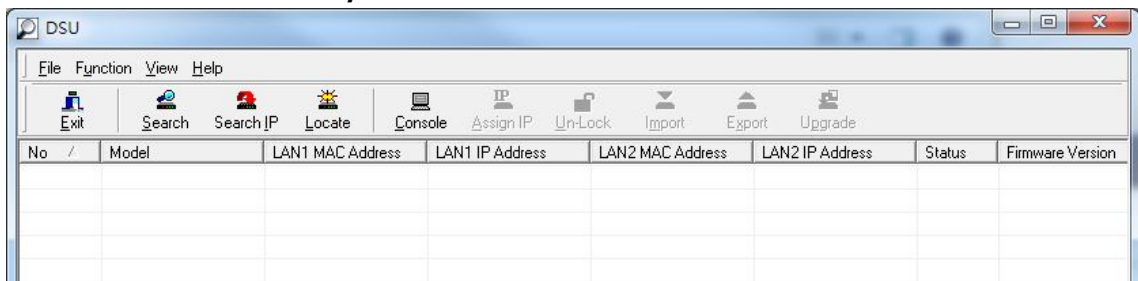 DSU
File Function View Help
Exit Search Search IP Locate Console Assign IP Un-Lock Import Export Upgrade
No / Model LAN1 MAC Address LAN1 IP Address LAN2 MAC Address LAN2 IP Address Status Firmware Version